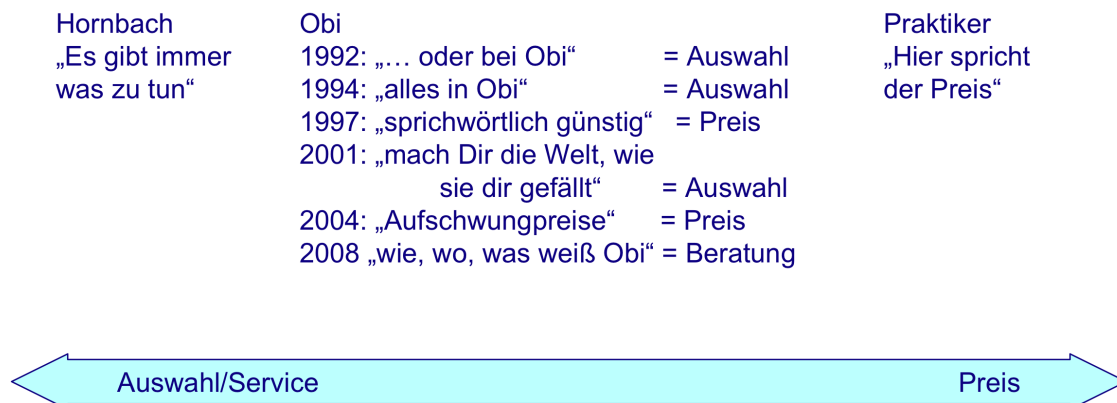 Hornbach
„Es gibt immer
was zu tun“
Obi
1992: „… oder bei Obi“ = Auswahl
1994: „alles in Obi“ = Auswahl
1997: „sprichwörtlich günstig“ = Preis
2001: „mach Dir die Welt, wie
sie dir gefällt“ = Auswahl
2004: „Aufschwungpreise“ = Preis
2008 „wie, wo, was weiß Obi“ = Beratung
Praktiker
„Hier spricht
der Preis“
Auswahl/Service
Preis